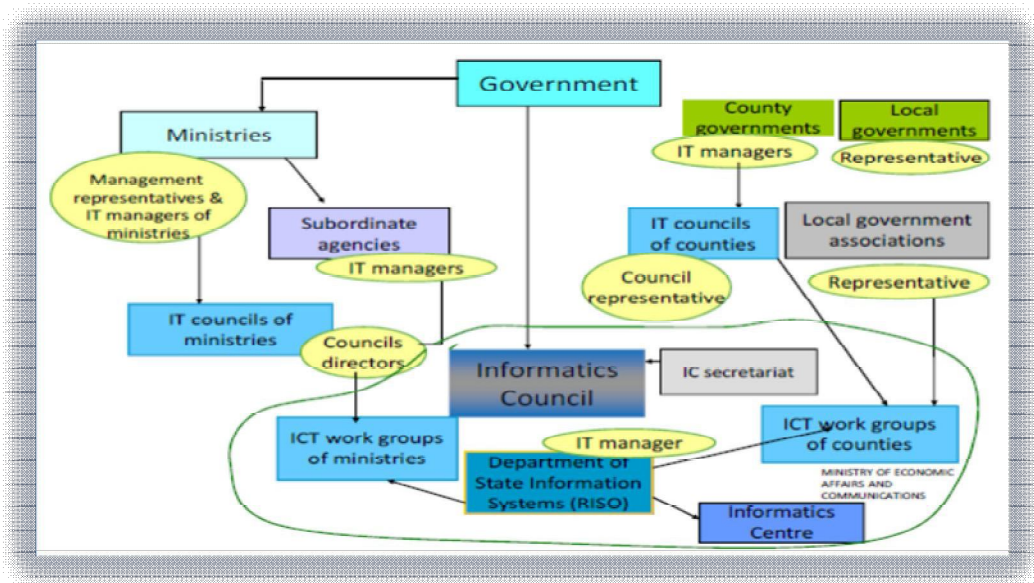 Government
County
governments
Local
governments
Ministries
IT managers
Representative
Management
representatives &
IT managers of
ministries
Subordinate
agencies
IT managers
IT councils
of counties
Local government
associations
Council
representative
Representative
IT councils of
ministries
Councils
directors
Informatics
Council
IC secretariat
ICT work groups
of ministries
IT manager
ICT work groups
of counties
Department of
State Information
Systems (RISO)
MINISTRY OF ECONOMIC
AFFAIRS AND
COMMUNICATIONS
Informatics
Centre